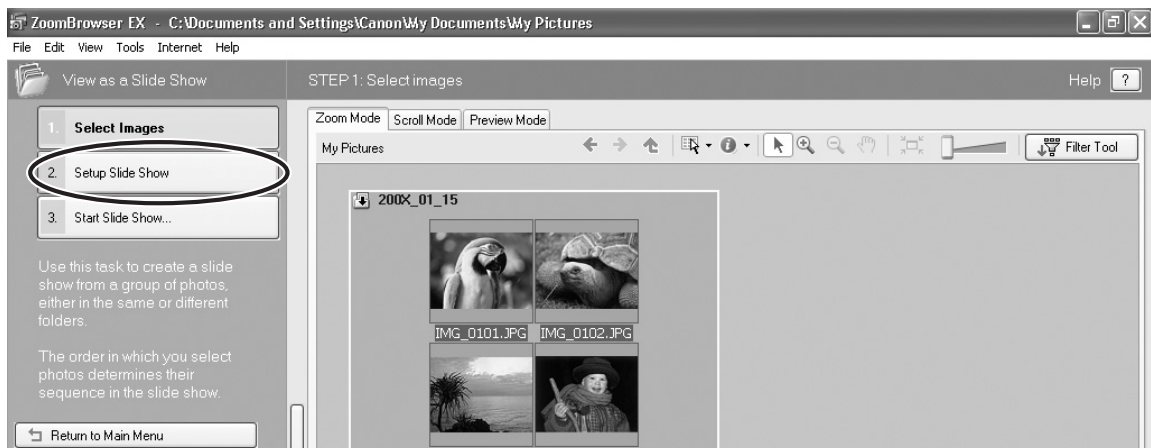 ZoomBrowser EX - C:\Documents and Settings\Canon\My Documents\My Pictures
File Edit View Tools Internet Help
View as a Slide Show
STEP 1: Select images
Help ?
1. Select Images
2. Setup Slide Show
3. Start Slide Show...
Use this task to create a slide
show from a group of photos,
either in the same or different
folders.
The order in which you select
photos determines their
sequence in the slide show.
Return to Main Menu
Zoom Mode Scroll Mode Preview Mode
My Pictures
Filter Tool
200X_01_15
IMG_0101.JPG IMG_0102.JPG